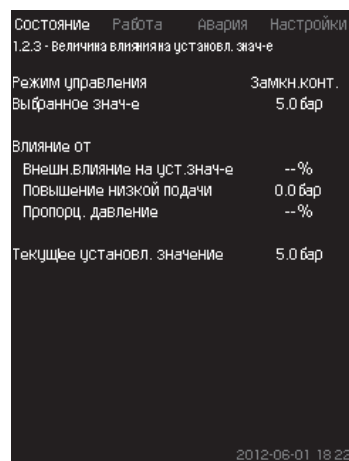 Состояние Работа Авария Настройки
1.2.3 - Величина влияния на установл. знач-е
Режим управления Замкн.конт.
Выбранное знач-е 5.0 бар
Влияние от
Внешн.влияние на уст.знач-е --%
Повышение низкой подачи 0.0 бар
Пропорц. давление --%
Текущее установл. значение 5.0 бар
2012-06-01 18:22